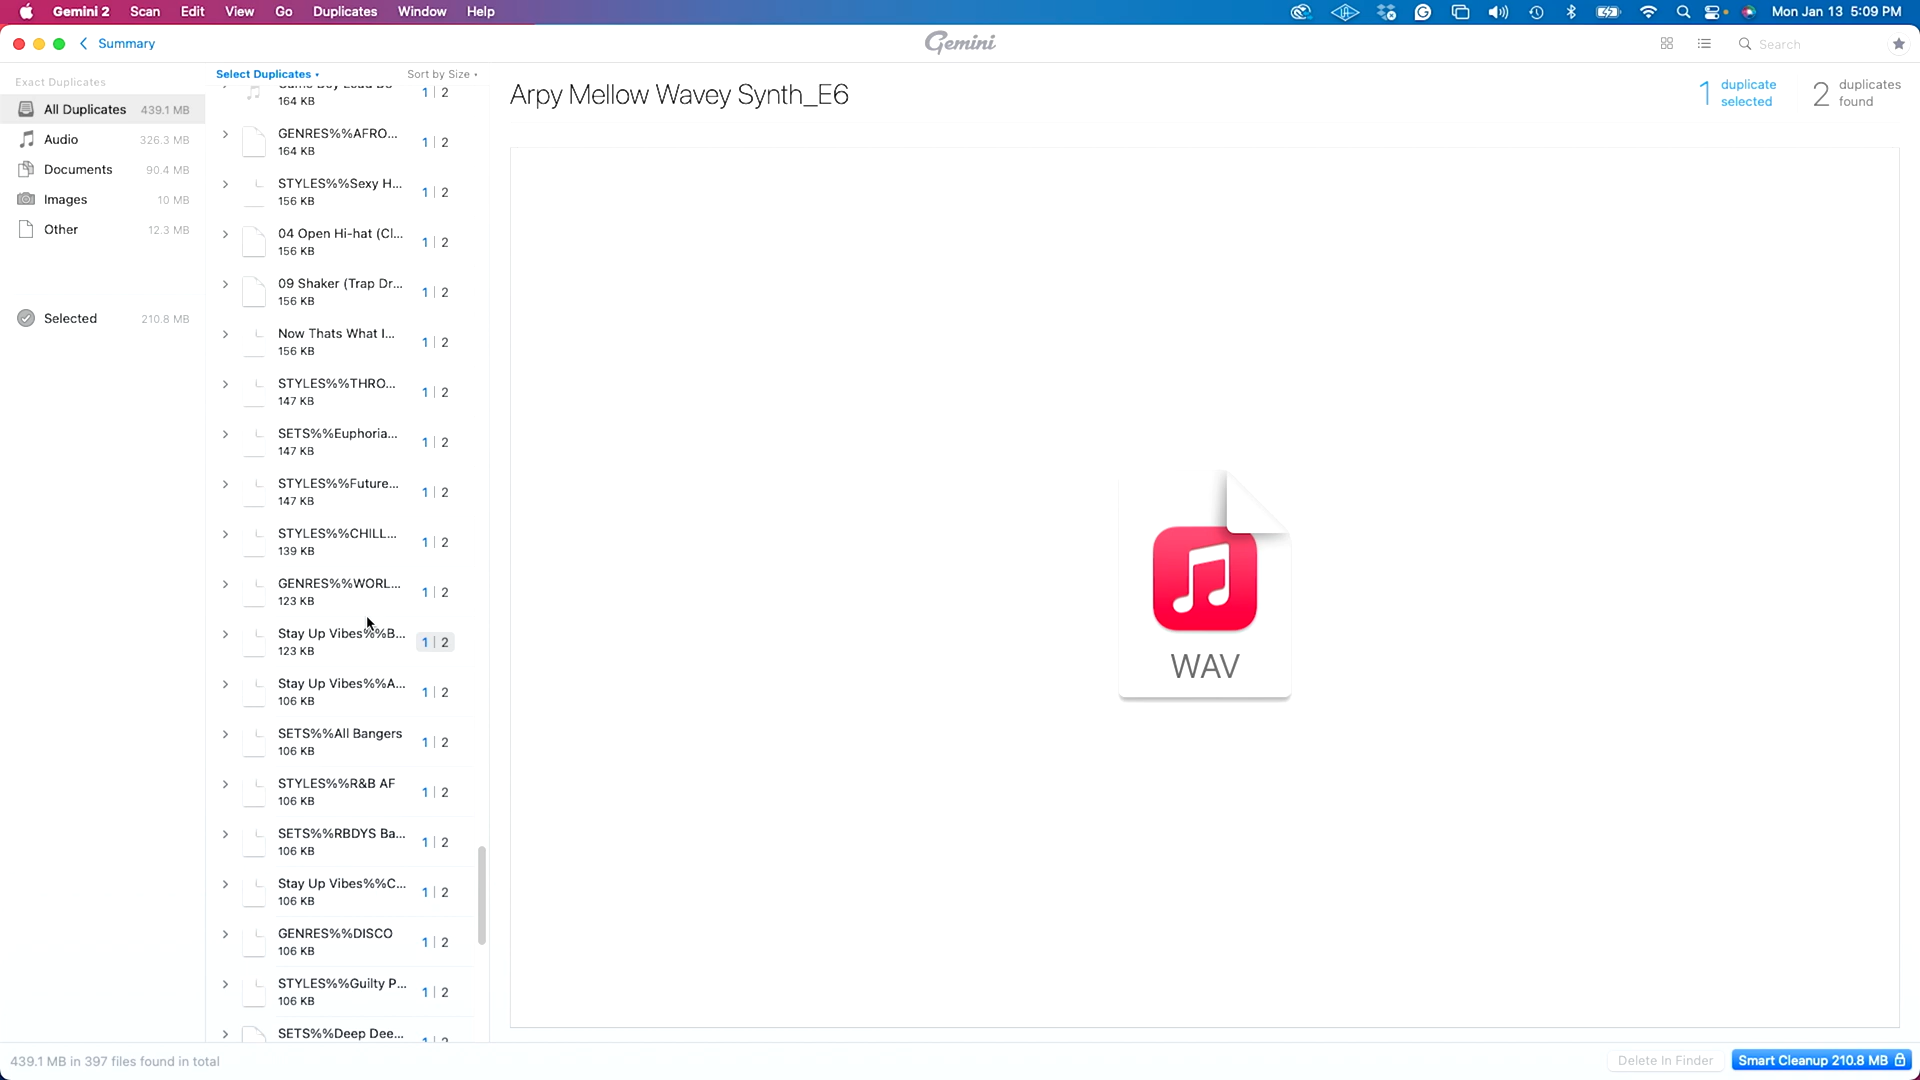 Gemini 2 Scan Edit View Go Duplicates Window Help Mon Jan 13 5:09 PM
Summary
Gemini
Search
Exact Duplicates
All Duplicates 439.1 MB
Audio 326.3 MB
Documents 90.4 MB
Images 10 MB
Other 12.3 MB
Selected 210.8 MB
Select Duplicates
Sort by Size
164 KB
1 | 2
GENRES%%AFRO...
164 KB
1 | 2
STYLES%%Sexy H...
156 KB
1 | 2
04 Open Hi-hat (Cl...
156 KB
1 | 2
09 Shaker (Trap Dr...
156 KB
1 | 2
Now Thats What I...
156 KB
1 | 2
STYLES%%THRO...
147 KB
1 | 2
SETS%%Euphoria...
147 KB
1 | 2
STYLES%%Future...
147 KB
1 | 2
STYLES%%CHILL...
139 KB
1 | 2
GENRES%%WORL...
123 KB
1 | 2
Stay Up Vibes%%B...
123 KB
1 | 2
Stay Up Vibes%%A...
106 KB
1 | 2
SETS%%All Bangers
106 KB
1 | 2
STYLES%%R&B AF
106 KB
1 | 2
SETS%%RBDYS Ba...
106 KB
1 | 2
Stay Up Vibes%%C...
106 KB
1 | 2
GENRES%%DISCO
106 KB
1 | 2
STYLES%%Guilty P...
106 KB
1 | 2
SETS%%Deep Dee...
Arpy Mellow Wavey Synth_E6
1 duplicate selected
2 duplicates found
WAV
439.1 MB in 397 files found in total
Delete In Finder
Smart Cleanup 210.8 MB